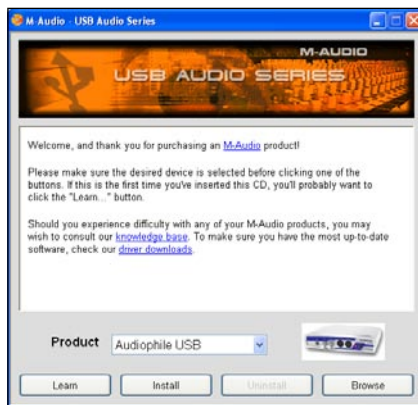 M-Audio - USB Audio Series
M-AUDIO
USB AUDIO SERIES
Welcome, and thank you for purchasing an M-Audio product!
Please make sure the desired device is selected before clicking one of the
buttons. If this is the first time you've inserted this CD, you'll probably want to
click the "Learn..." button.
Should you experience difficulty with any of your M-Audio products, you may
wish to consult our knowledge base. To make sure you have the most up-to-date
software, check our driver downloads.
Product
Audiophile USB
Learn
Install
Uninstall
Browse